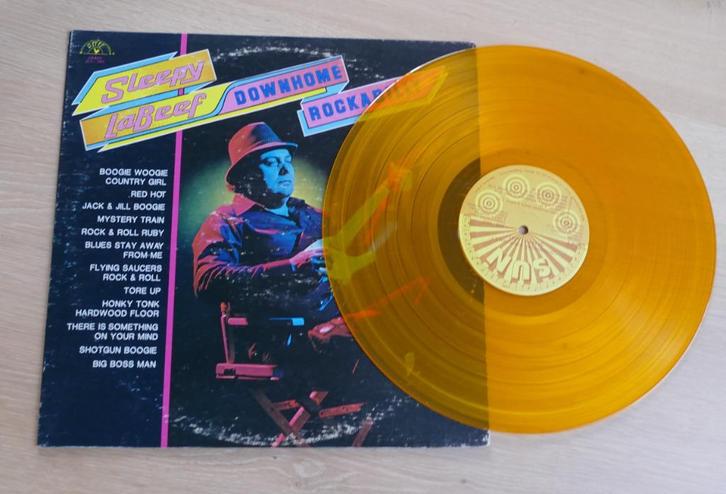 Sleepy
LaBeef
DOWNHOME
ROCKABILLY
BOOGIE WOOGIE
COUNTRY GIRL
RED HOT
JACK & JILL BOOGIE
MYSTERY TRAIN
ROCK & ROLL RUBY
BLUES STAY AWAY
FROM ME
FLYING SAUCERS
ROCK & ROLL
TORE UP
HONKY TONK
HARDWOOD FLOOR
THERE IS SOMETHING
ON YOUR MIND
SHOTGUN BOOGIE
BIG BOSS MAN
SUN